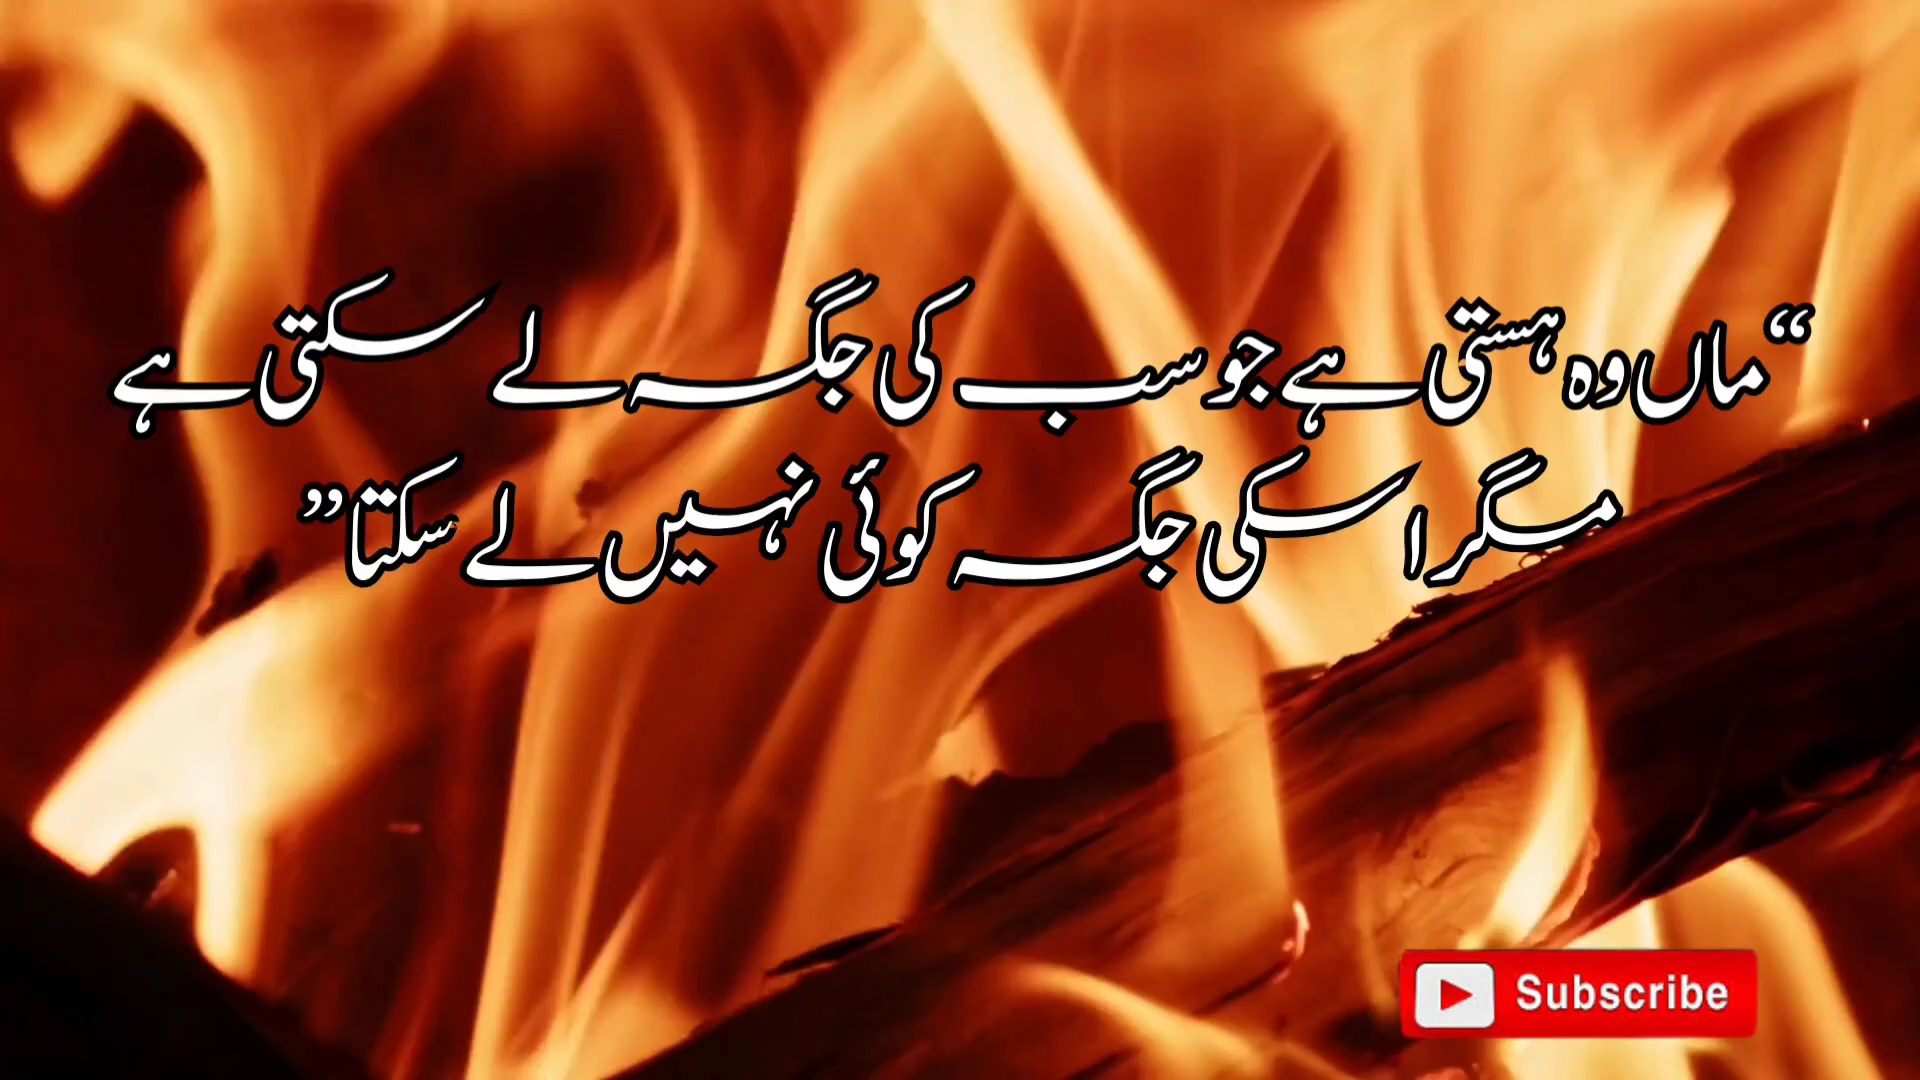 “ماں وہ ہستی ہے جو سب کی جگہ لے سکتی ہے
مگر اسکی جگہ کوئی نہیں لے سکتا”
Subscribe